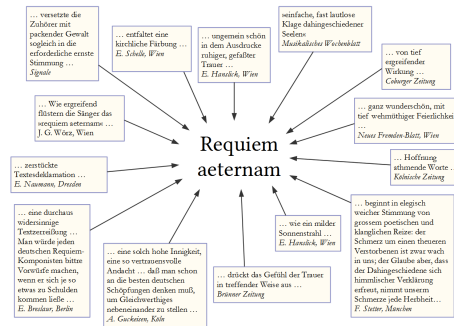 … versetzte die
Zuhörer mit
packender Gewalt
sogleich in die
erforderliche ernste
Stimmung …
Signale
… entfaltet eine
kirchliche Färbung …
E. Schelle, Wien
… ungemein schön
in dem Ausdrucke
ruhiger, gefaßter
Trauer …
E. Hanslick, Wien
»einfache, fast lautlose
Klage dahingeschiedener
Seelen«
Musikalisches Wochenblatt
… von tief
ergreifender
Wirkung …
Coburger Zeitung
… Wie ergreifend
flüstern die Sänger das
»requiem aeternam« …
J. G. Wörz, Wien
… ganz wunderschön, mit
tief wehmüthiger Feierlichkeit
…
Neues Fremden-Blatt, Wien
Requiem
aeternam
… zerstückte
Textesdeklamation …
E. Naumann, Dresden
… Hoffnung
athmende Worte …
Kölnische Zeitung
… eine durchaus
widersinnige
Textzerreißung …
Man würde jeden
deutschen Requiem-
Komponisten bittre
Vorwürfe machen,
wenn er sich je so
etwas zu Schulden
kommen ließe …
E. Breslaur, Berlin
… eine solch hohe Innigkeit,
eine so vertrauensvolle
Andacht … daß man schon
an die besten deutschen
Schöpfungen denken muß,
um Gleichwerthiges
nebeneinander zu stellen …
A. Guckeisen, Köln
… drückt das Gefühl der Trauer
in treffender Weise aus …
Brünner Zeitung
… wie ein milder
Sonnenstrahl …
E. Hanslick, Wien
… beginnt in elegisch
weicher Stimmung von
grossem poetischen und
klanglichen Reize: der
Schmerz um einen theueren
Verstorbenen ist zwar wach
in uns; der Glaube aber, dass
der Dahingeschiedene sich
himmlischer Verklärung
erfreut, nimmt unserm
Schmerze jede Herbheit…
F. Stetter, München